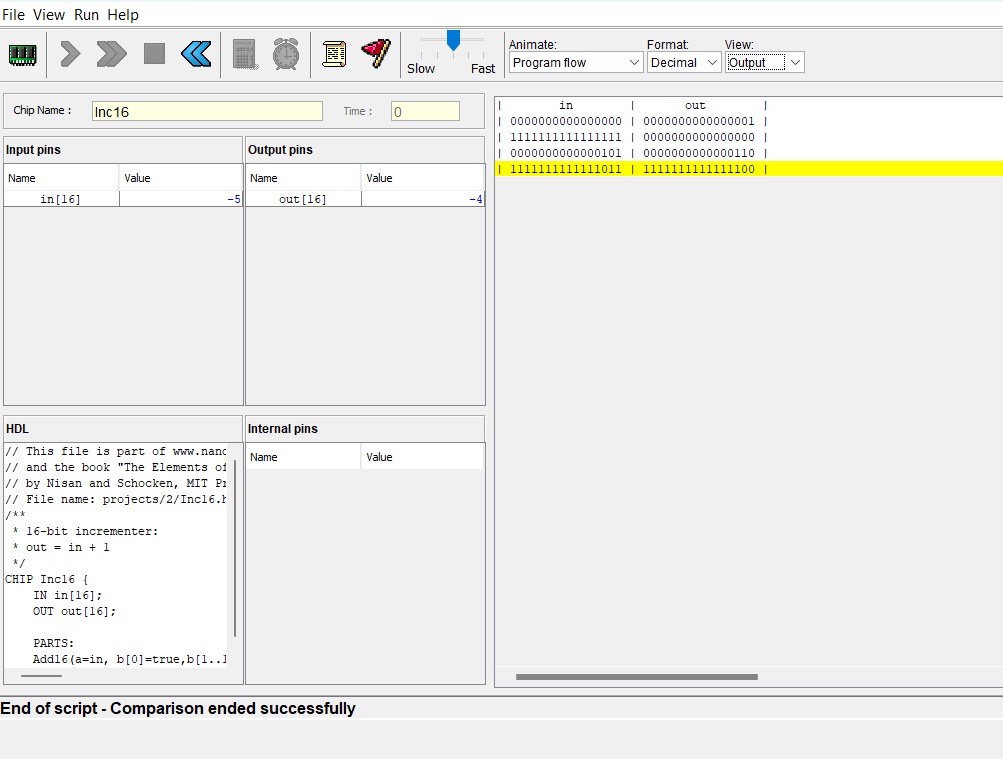 File View Run Help
Slow Fast
Animate: Format: View:
Program flow Decimal Output
Chip Name : Inc16 Time : 0
Input pins
Name Value
in[16] -5
Output pins
Name Value
out[16] -4
HDL
// This file is part of www.nand
// and the book "The Elements of
// by Nisan and Schocken, MIT Pr
// File name: projects/2/Inc16.h
/**
* 16-bit incrementer:
* out = in + 1
*/
CHIP Inc16 {
IN in[16];
OUT out[16];
PARTS:
Add16(a=in, b[0]=true,b[1..1
Internal pins
Name Value
| in | out |
| 0000000000000000 | 0000000000000001 |
| 1111111111111111 | 0000000000000000 |
| 0000000000000101 | 0000000000000110 |
| 1111111111111011 | 1111111111111100 |
End of script - Comparison ended successfully